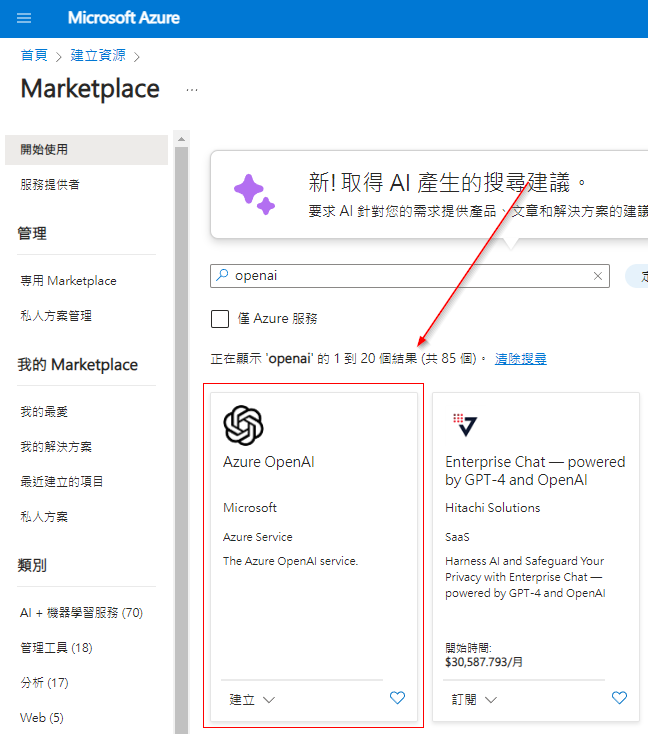 Microsoft Azure
首頁 > 建立資源 >
Marketplace ...
開始使用
服務提供者
管理
專用 Marketplace
私人方案管理
我的 Marketplace
我的最愛
我的解決方案
最近建立的項目
私人方案
類別
AI + 機器學習服務 (70)
管理工具 (18)
分析 (17)
Web (5)
新! 取得 AI 產生的搜尋建議。
要求 AI 針對您的需求提供產品、文章和解決方案的建議
openai
定
僅 Azure 服務
正在顯示 'openai' 的 1 到 20 個結果 (共 85 個)。 清除搜尋
Azure OpenAI
Microsoft
Azure Service
The Azure OpenAI service.
建立
Enterprise Chat — powered
by GPT-4 and OpenAI
Hitachi Solutions
SaaS
Harness AI and Safeguard Your
Privacy with Enterprise Chat —
powered by GPT-4 and OpenAI
開始時間:
$30,587.793/月
訂閱